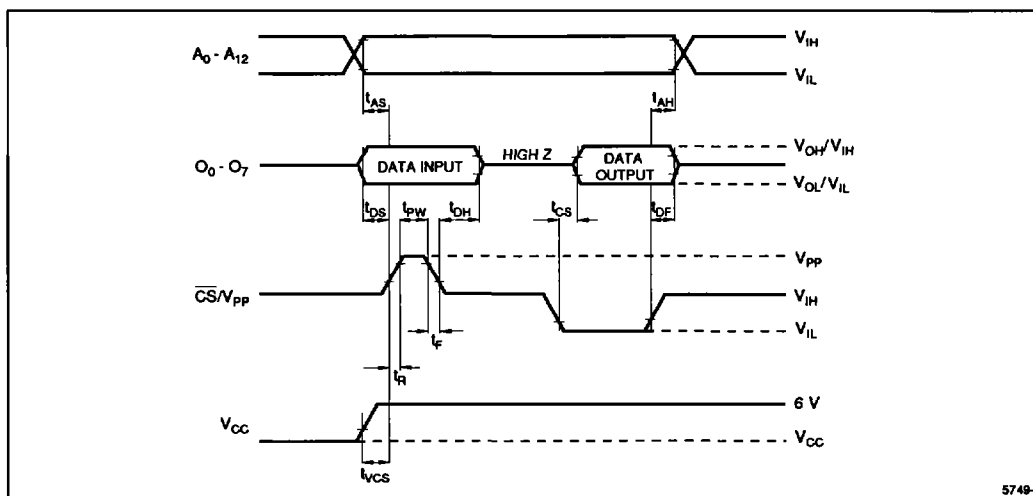 A0 - A12
VIH
VIL
tAS
tAH
O0 - O7
DATA INPUT
HIGH Z
DATA OUTPUT
VOH/VIH
VOL/VIL
tDS
tPW
tDH
tCS
tDF
CS/VPP
VPP
VIH
VIL
tF
tR
VCC
6 V
VCC
tVCS